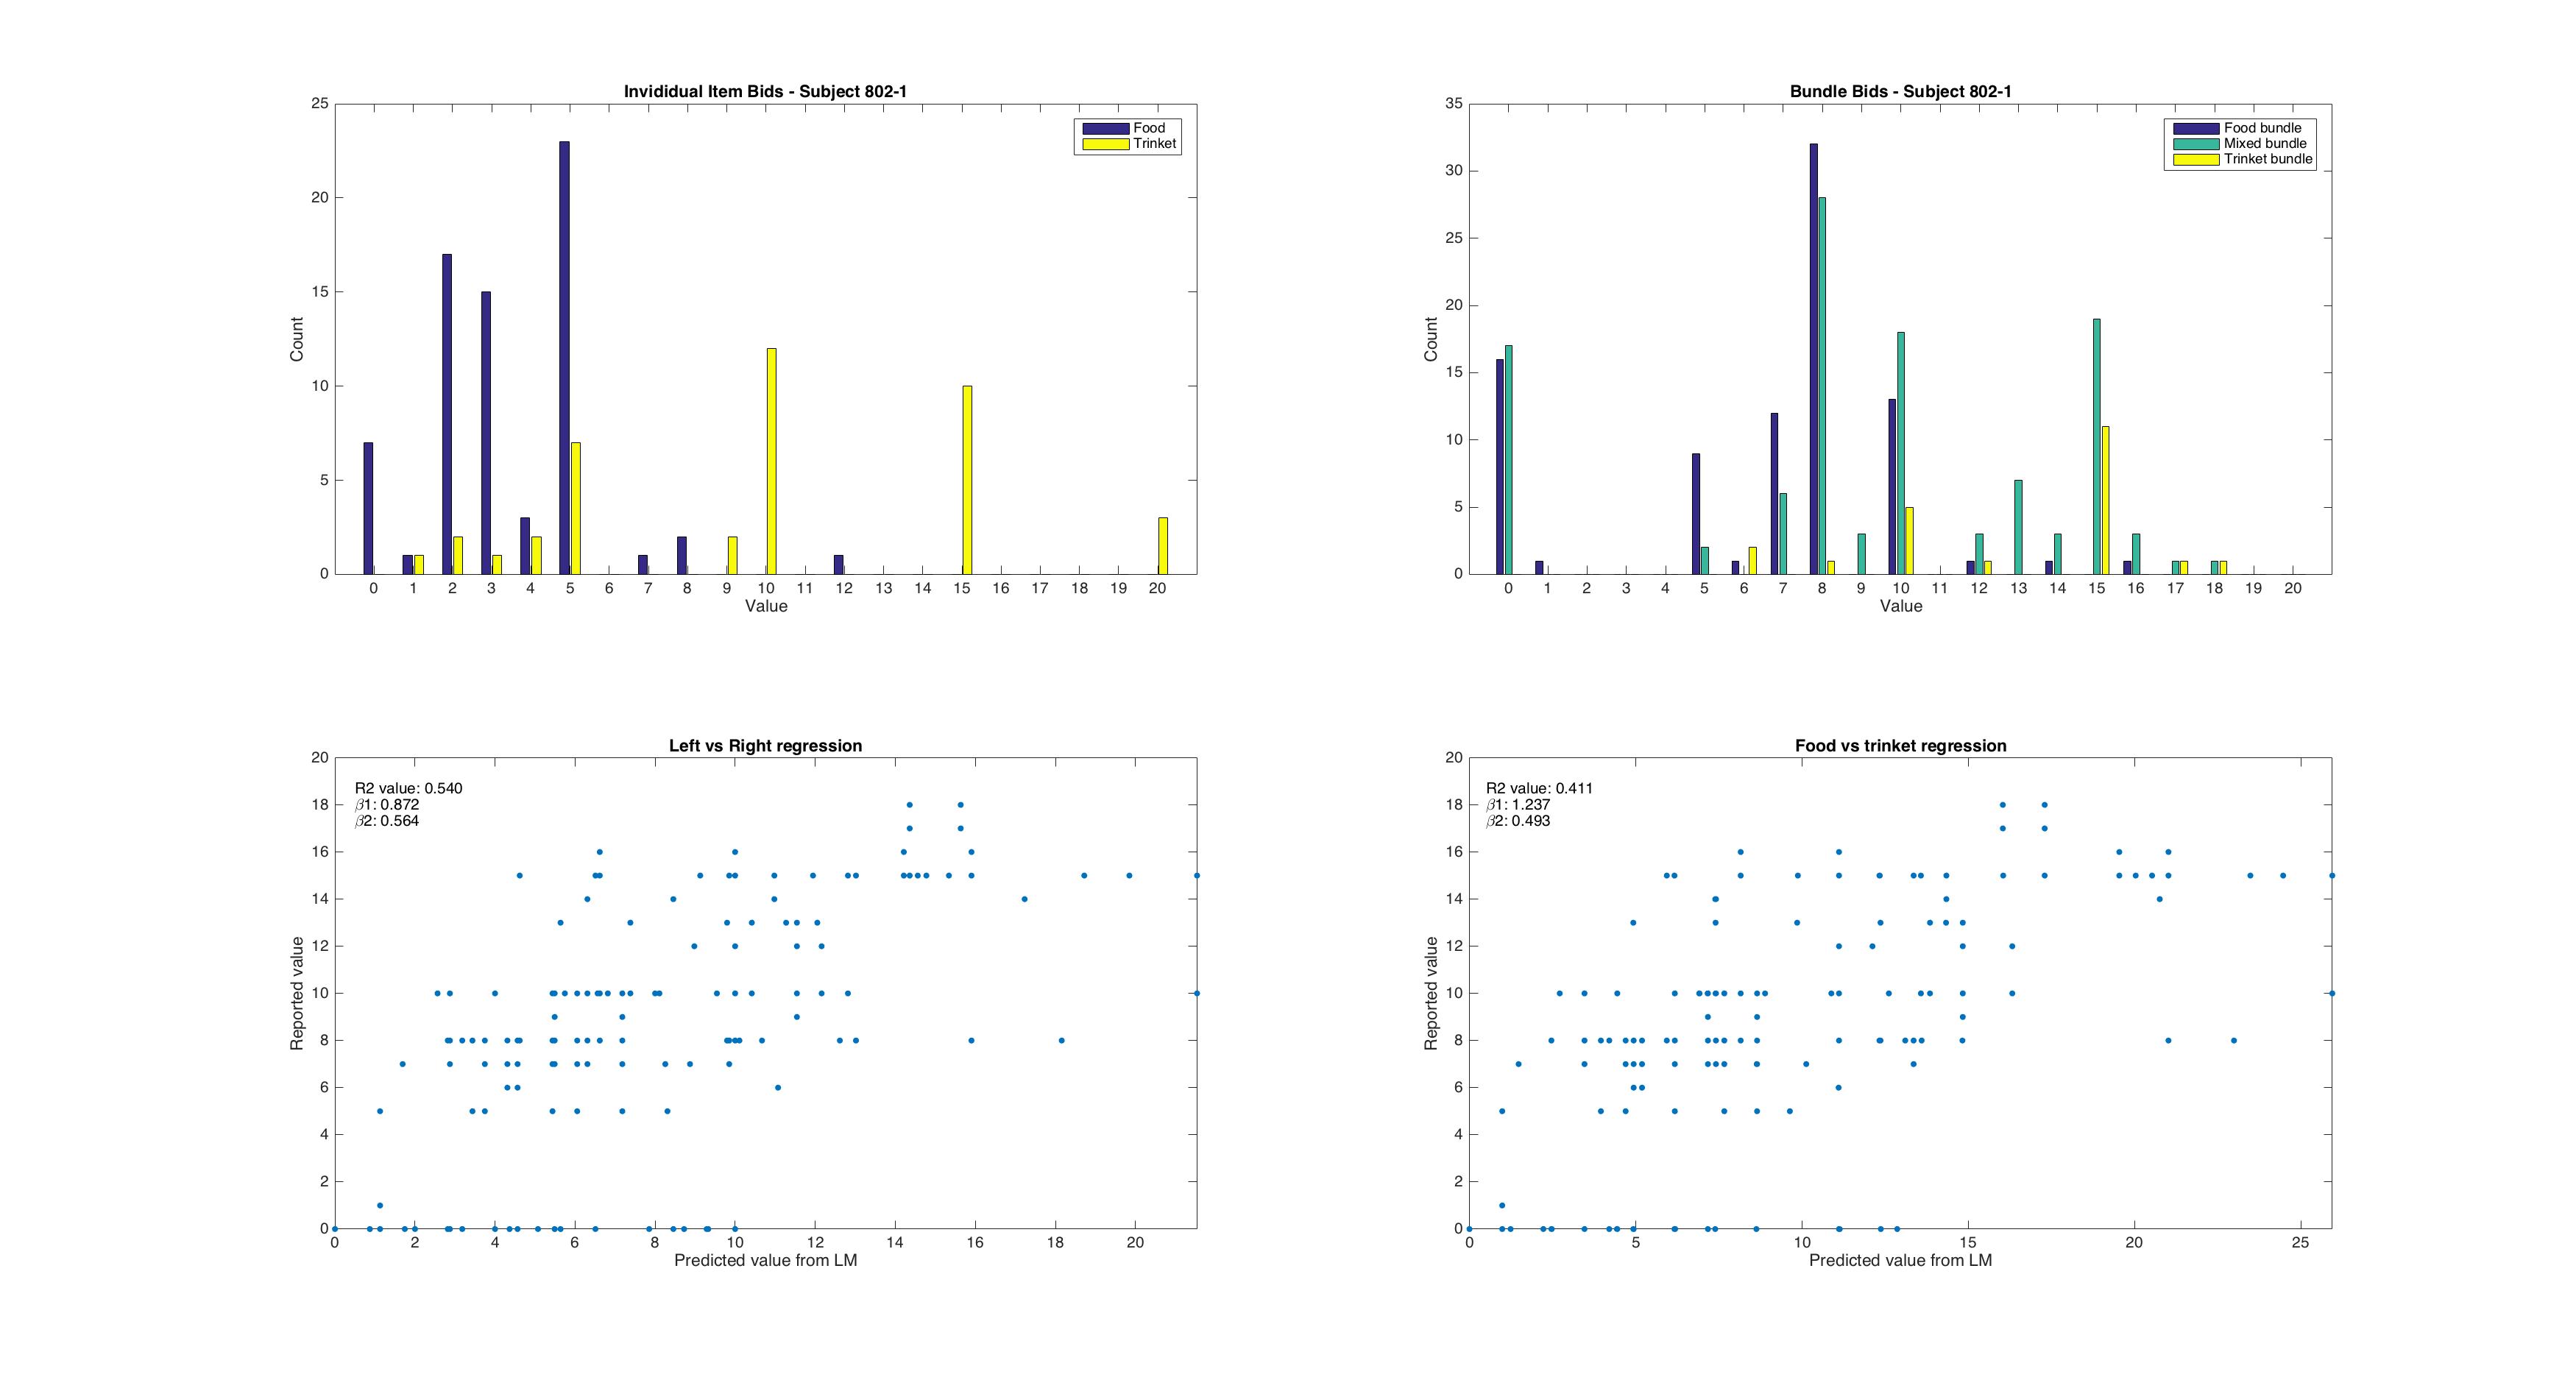 Invididual Item Bids - Subject 802-1
25
20
15
10
5
0
Count
Food
Trinket
0 1 2 3 4 5 6 7 8 9 10 11 12 13 14 15 16 17 18 19 20
Value
Bundle Bids - Subject 802-1
35
30
25
20
15
10
5
0
Count
Food bundle
Mixed bundle
Trinket bundle
0 1 2 3 4 5 6 7 8 9 10 11 12 13 14 15 16 17 18 19 20
Value
Left vs Right regression
20
18
16
14
12
10
8
6
4
2
0
Reported value
R2 value: 0.540
β1: 0.872
β2: 0.564
0 2 4 6 8 10 12 14 16 18 20
Predicted value from LM
Food vs trinket regression
20
18
16
14
12
10
8
6
4
2
0
Reported value
R2 value: 0.411
β1: 1.237
β2: 0.493
0 5 10 15 20 25
Predicted value from LM